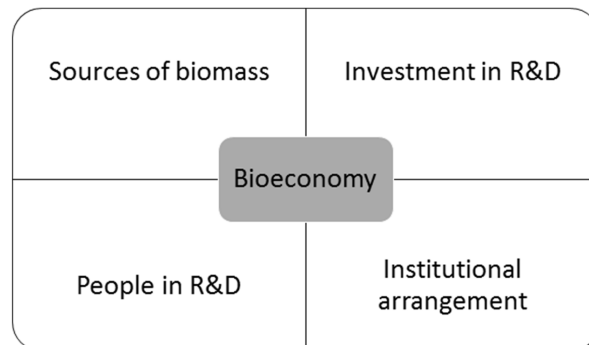 Sources of biomass
Investment in R&D
Bioeconomy
People in R&D
Institutional
arrangement